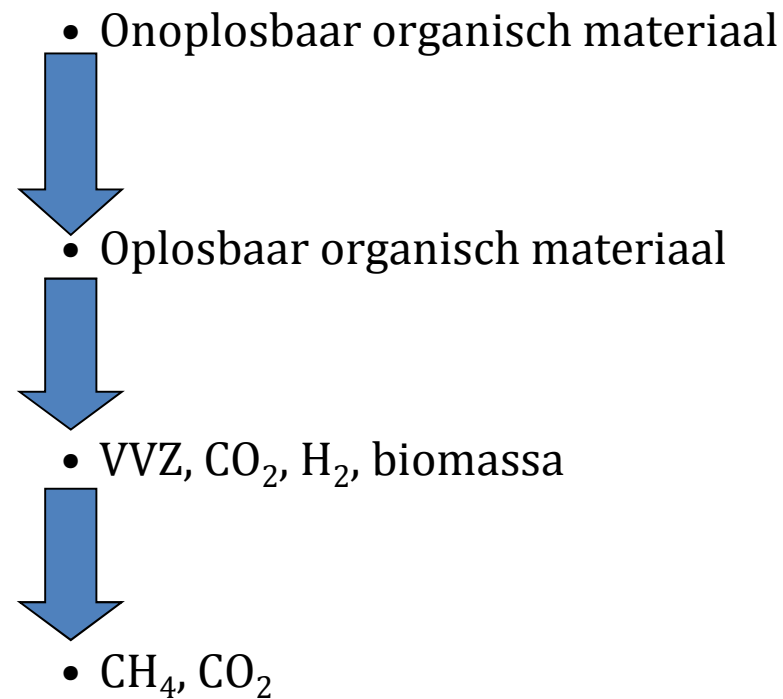 • Onoplosbaar organisch materiaal
• Oplosbaar organisch materiaal
• VVZ, CO₂, H₂, biomassa
• CH₄, CO₂